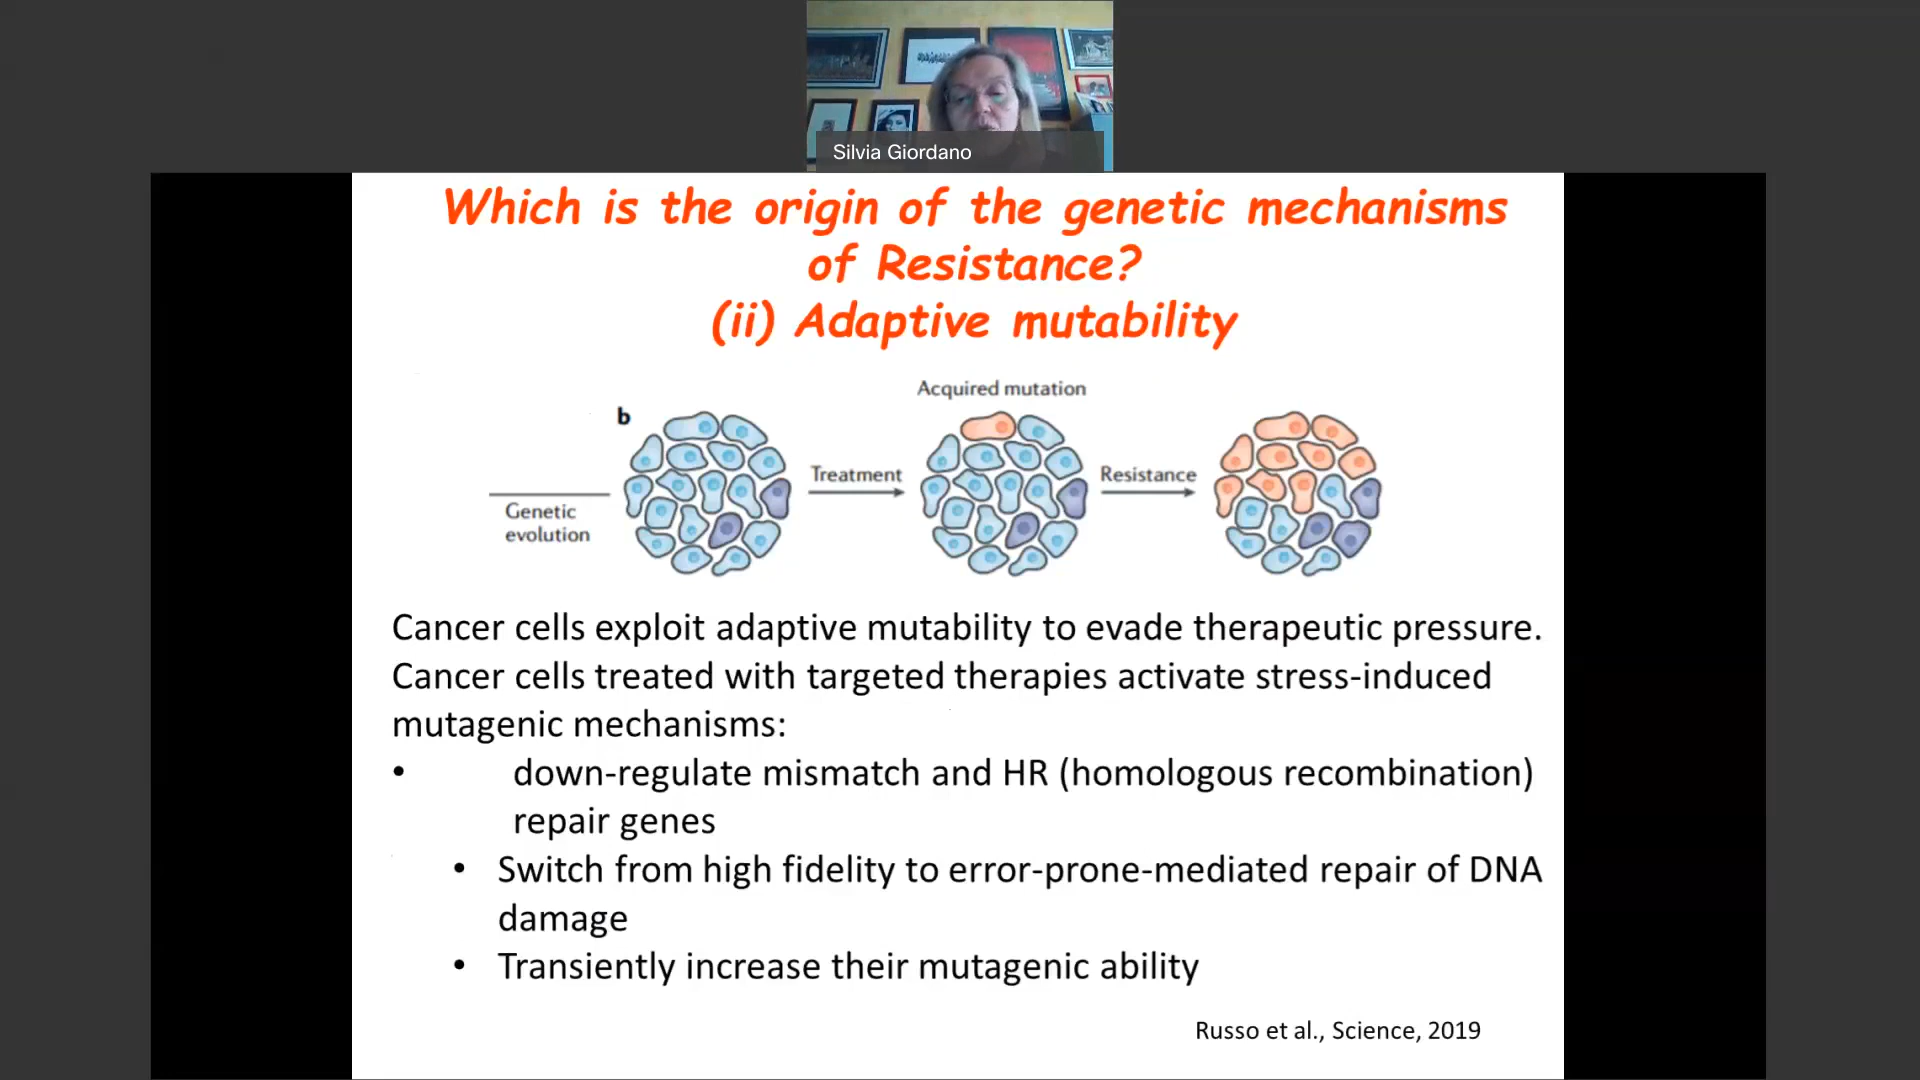 Silvia Giordano
Which is the origin of the genetic mechanisms
of Resistance?
(ii) Adaptive mutability
Acquired mutation
b
Treatment
Resistance
Genetic
evolution
Cancer cells exploit adaptive mutability to evade therapeutic pressure.
Cancer cells treated with targeted therapies activate stress-induced
mutagenic mechanisms:
• down-regulate mismatch and HR (homologous recombination)
repair genes
• Switch from high fidelity to error-prone-mediated repair of DNA
damage
• Transiently increase their mutagenic ability
Russo et al., Science, 2019